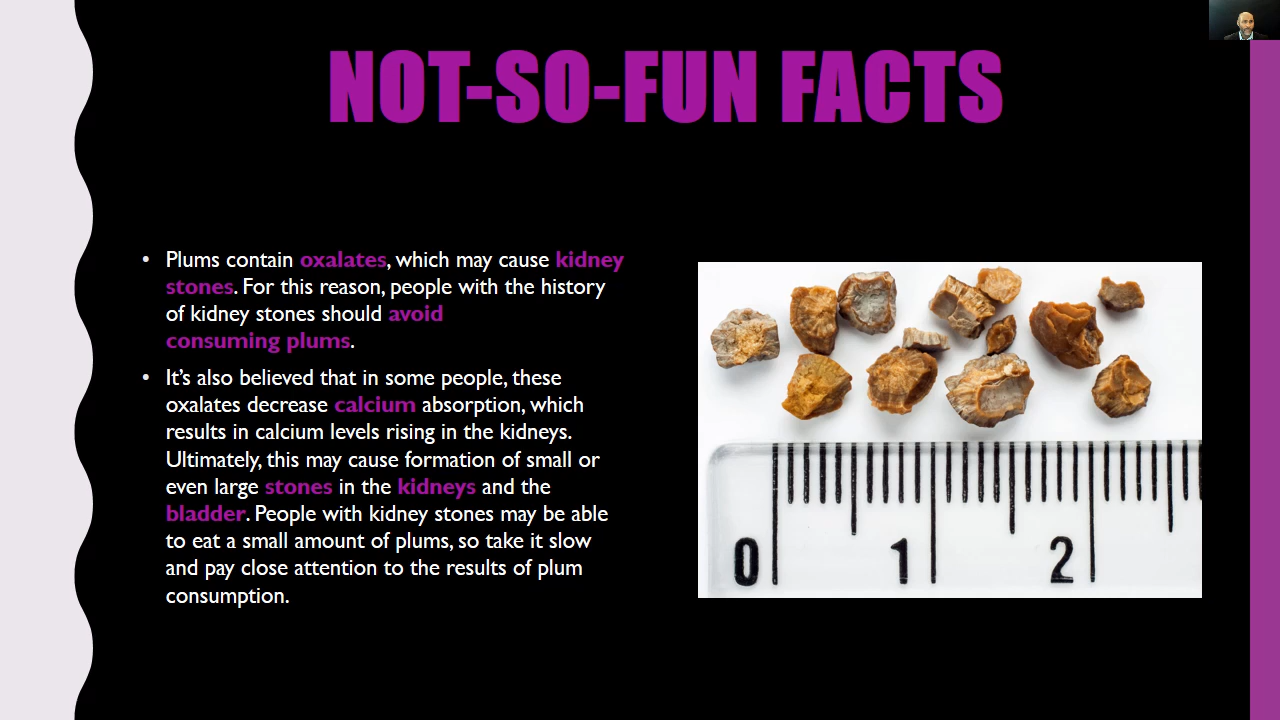 NOT-SO-FUN FACTS
• Plums contain oxalates, which may cause kidney
stones. For this reason, people with the history
of kidney stones should avoid
consuming plums.
• It’s also believed that in some people, these
oxalates decrease calcium absorption, which
results in calcium levels rising in the kidneys.
Ultimately, this may cause formation of small or
even large stones in the kidneys and the
bladder. People with kidney stones may be able
to eat a small amount of plums, so take it slow
and pay close attention to the results of plum
consumption.
0 1 2